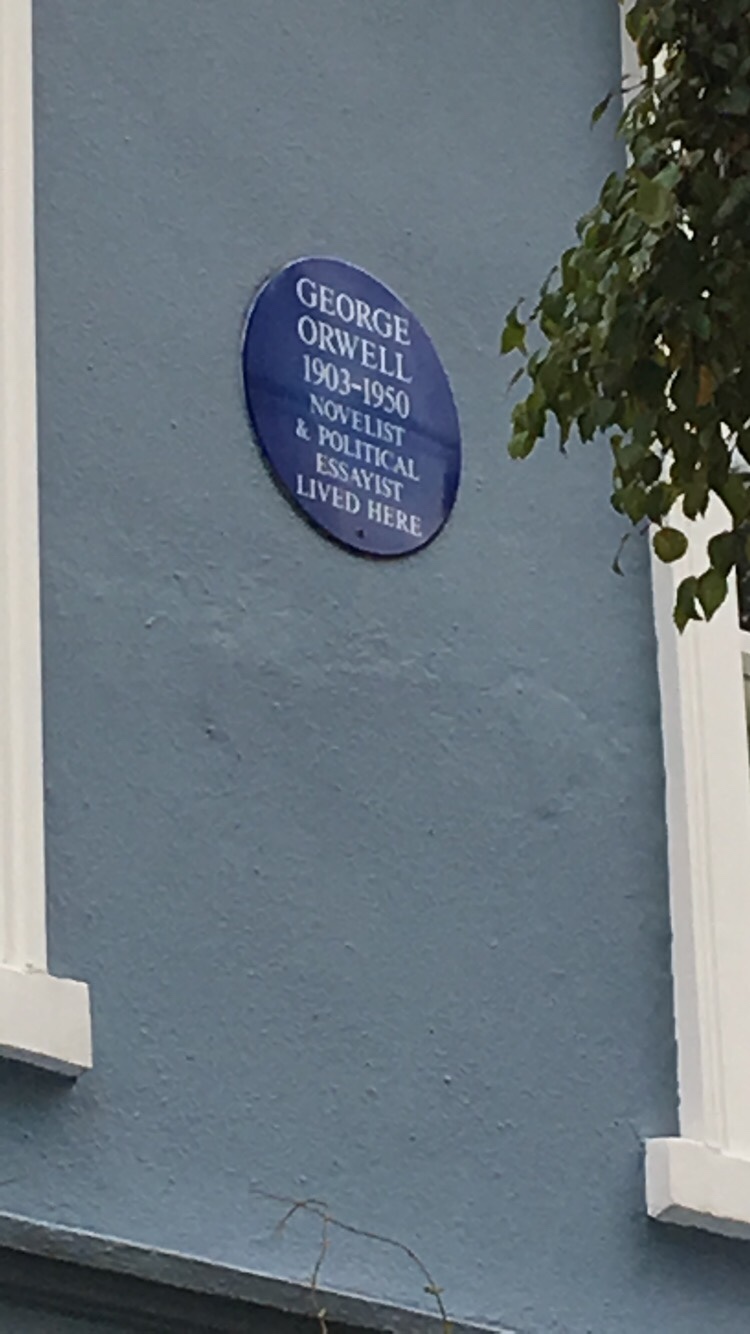 GEORGE
ORWELL
1903-1950
NOVELIST
& POLITICAL
ESSAYIST
LIVED HERE